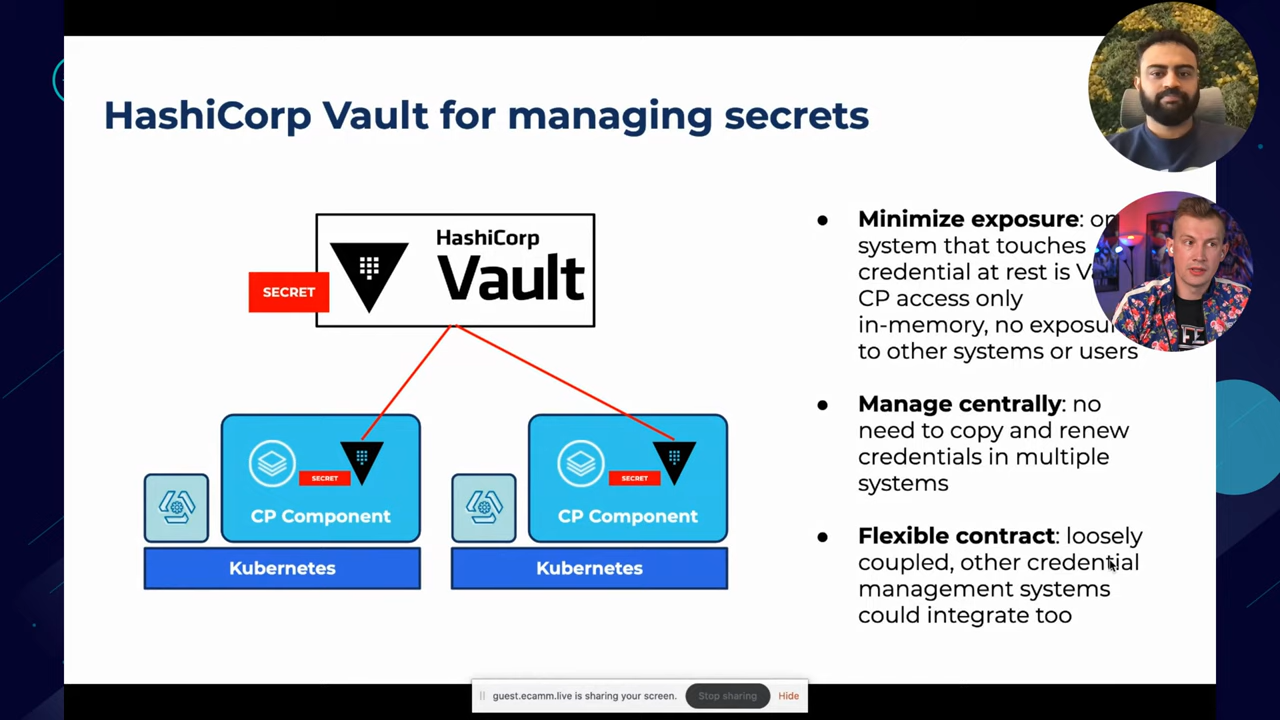 HashiCorp Vault for managing secrets
HashiCorp
Vault
SECRET
SECRET
CP Component
Kubernetes
SECRET
CP Component
Kubernetes
● Minimize exposure:
system that touches
credential at rest is
CP access only
in-memory, no
to other systems or users
● Manage centrally: no
need to copy and renew
credentials in multiple
systems
● Flexible contract: loosely
coupled, other credential
management systems
could integrate too
guest.ecamm.live is sharing your screen.
Stop sharing
Hide